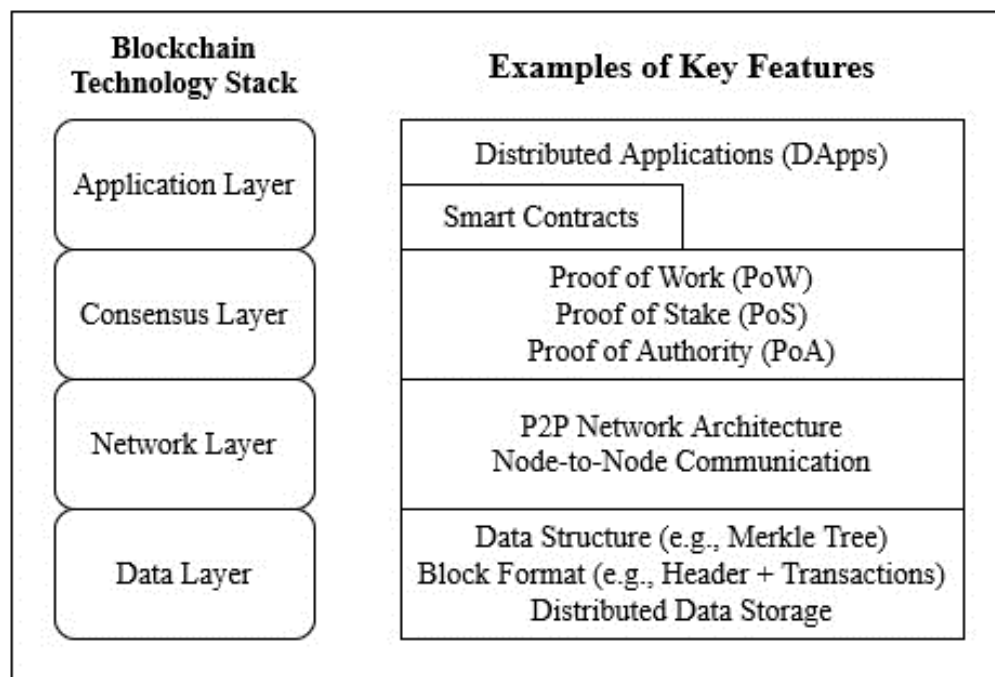 Blockchain
Technology Stack
Examples of Key Features
Application Layer
Distributed Applications (DApps)
Smart Contracts
Consensus Layer
Proof of Work (PoW)
Proof of Stake (PoS)
Proof of Authority (PoA)
Network Layer
P2P Network Architecture
Node-to-Node Communication
Data Layer
Data Structure (e.g., Merkle Tree)
Block Format (e.g., Header + Transactions)
Distributed Data Storage